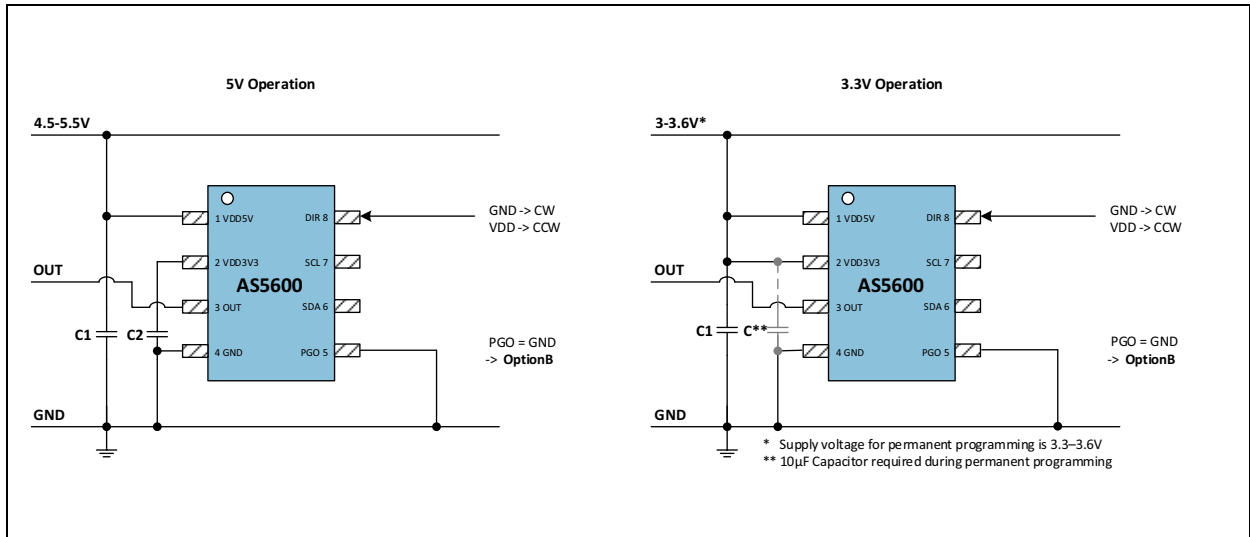 5V Operation
4.5-5.5V
1 VDD5V
DIR 8
GND -> CW
VDD -> CCW
2 VDD3V3
SCL 7
OUT
AS5600
3 OUT
SDA 6
C1
C2
4 GND
PGO 5
PGO = GND
-> OptionB
GND
3.3V Operation
3-3.6V*
1 VDD5V
DIR 8
GND -> CW
VDD -> CCW
2 VDD3V3
SCL 7
OUT
AS5600
3 OUT
SDA 6
C1
C**
4 GND
PGO 5
PGO = GND
-> OptionB
GND
* Supply voltage for permanent programming is 3.3–3.6V
** 10µF Capacitor required during permanent programming